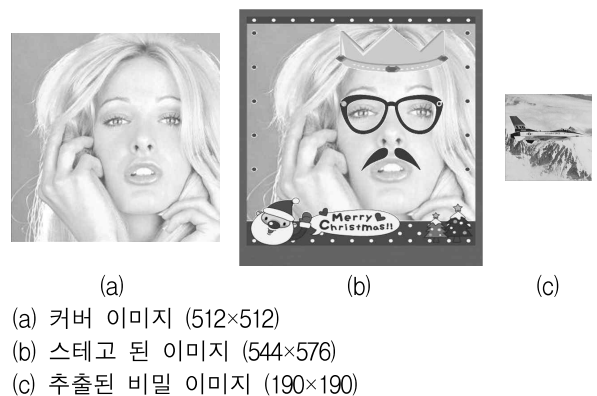 Merry
Christmas!!
(a)
(b)
(c)
(a) 커버 이미지 (512×512)
(b) 스테고 된 이미지 (544×576)
(c) 추출된 비밀 이미지 (190×190)